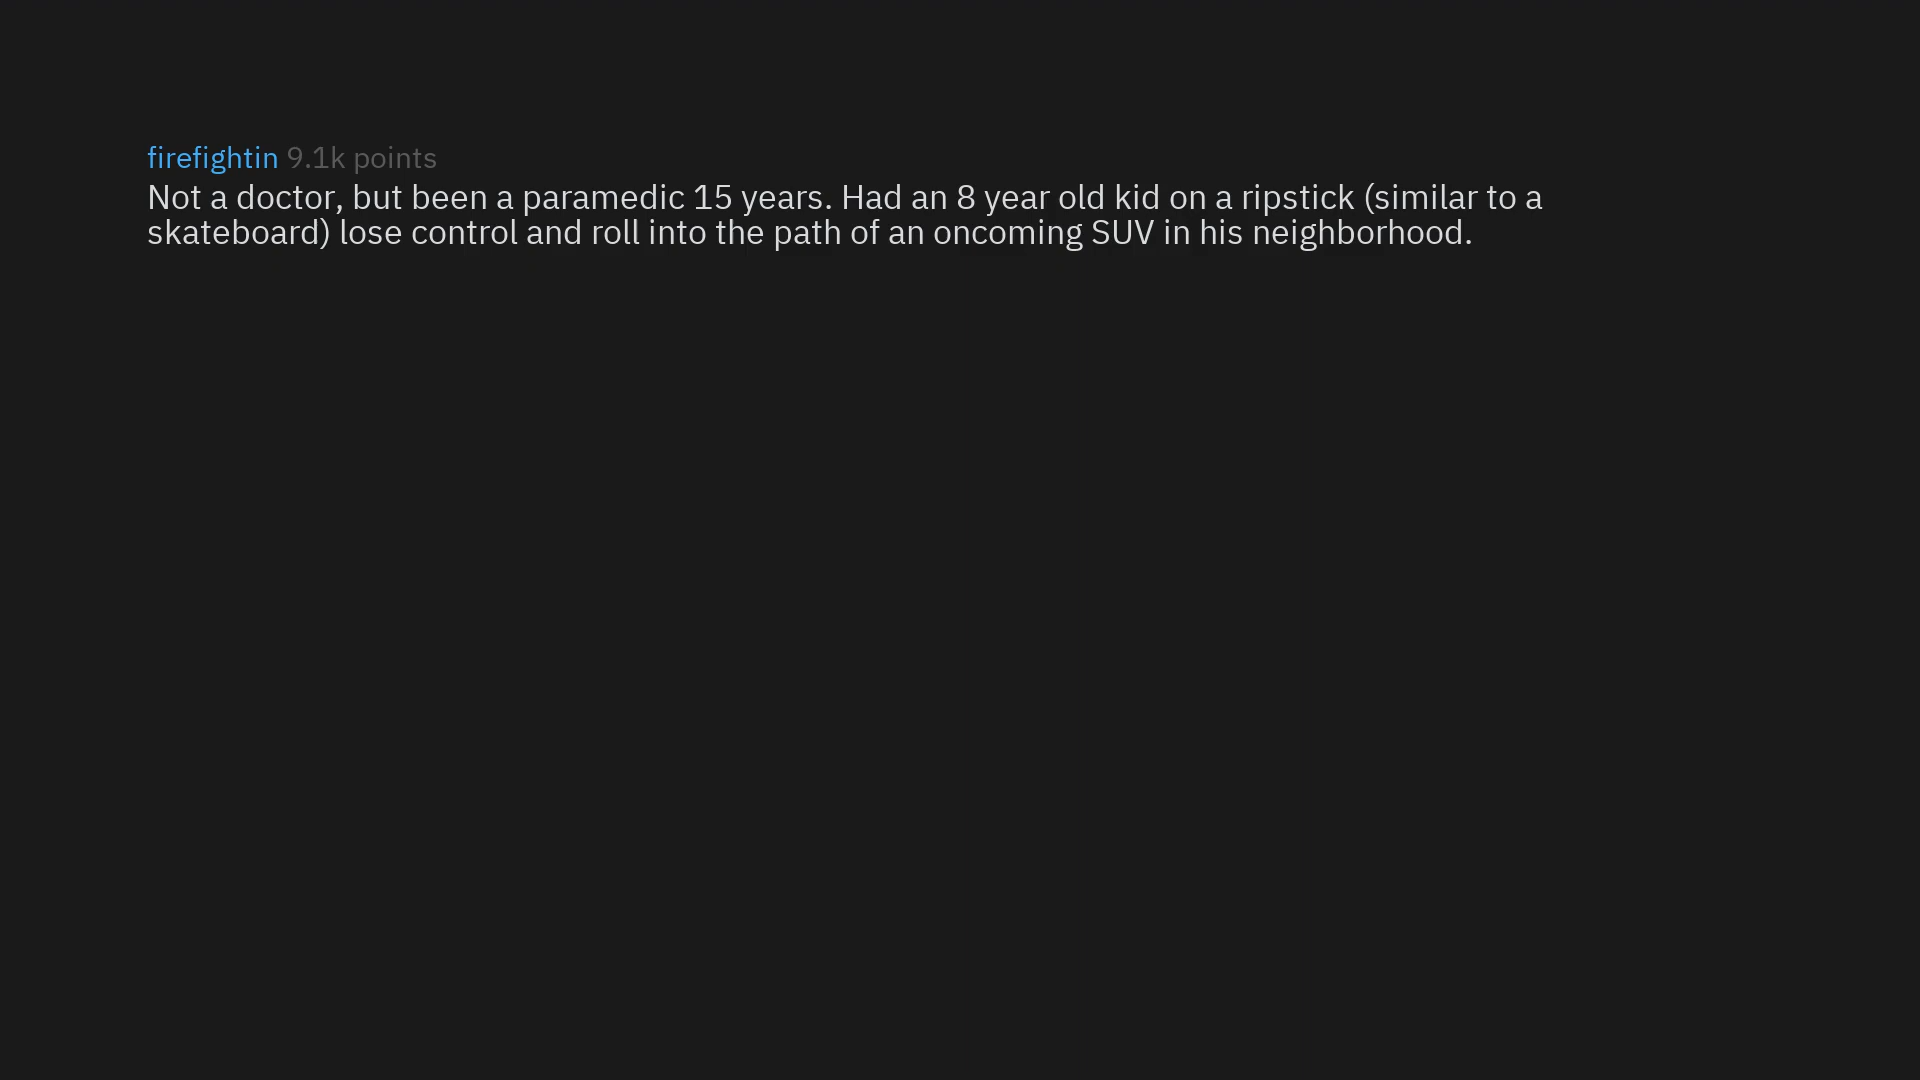 firefightin 9.1k points
Not a doctor, but been a paramedic 15 years. Had an 8 year old kid on a ripstick (similar to a
skateboard) lose control and roll into the path of an oncoming SUV in his neighborhood.